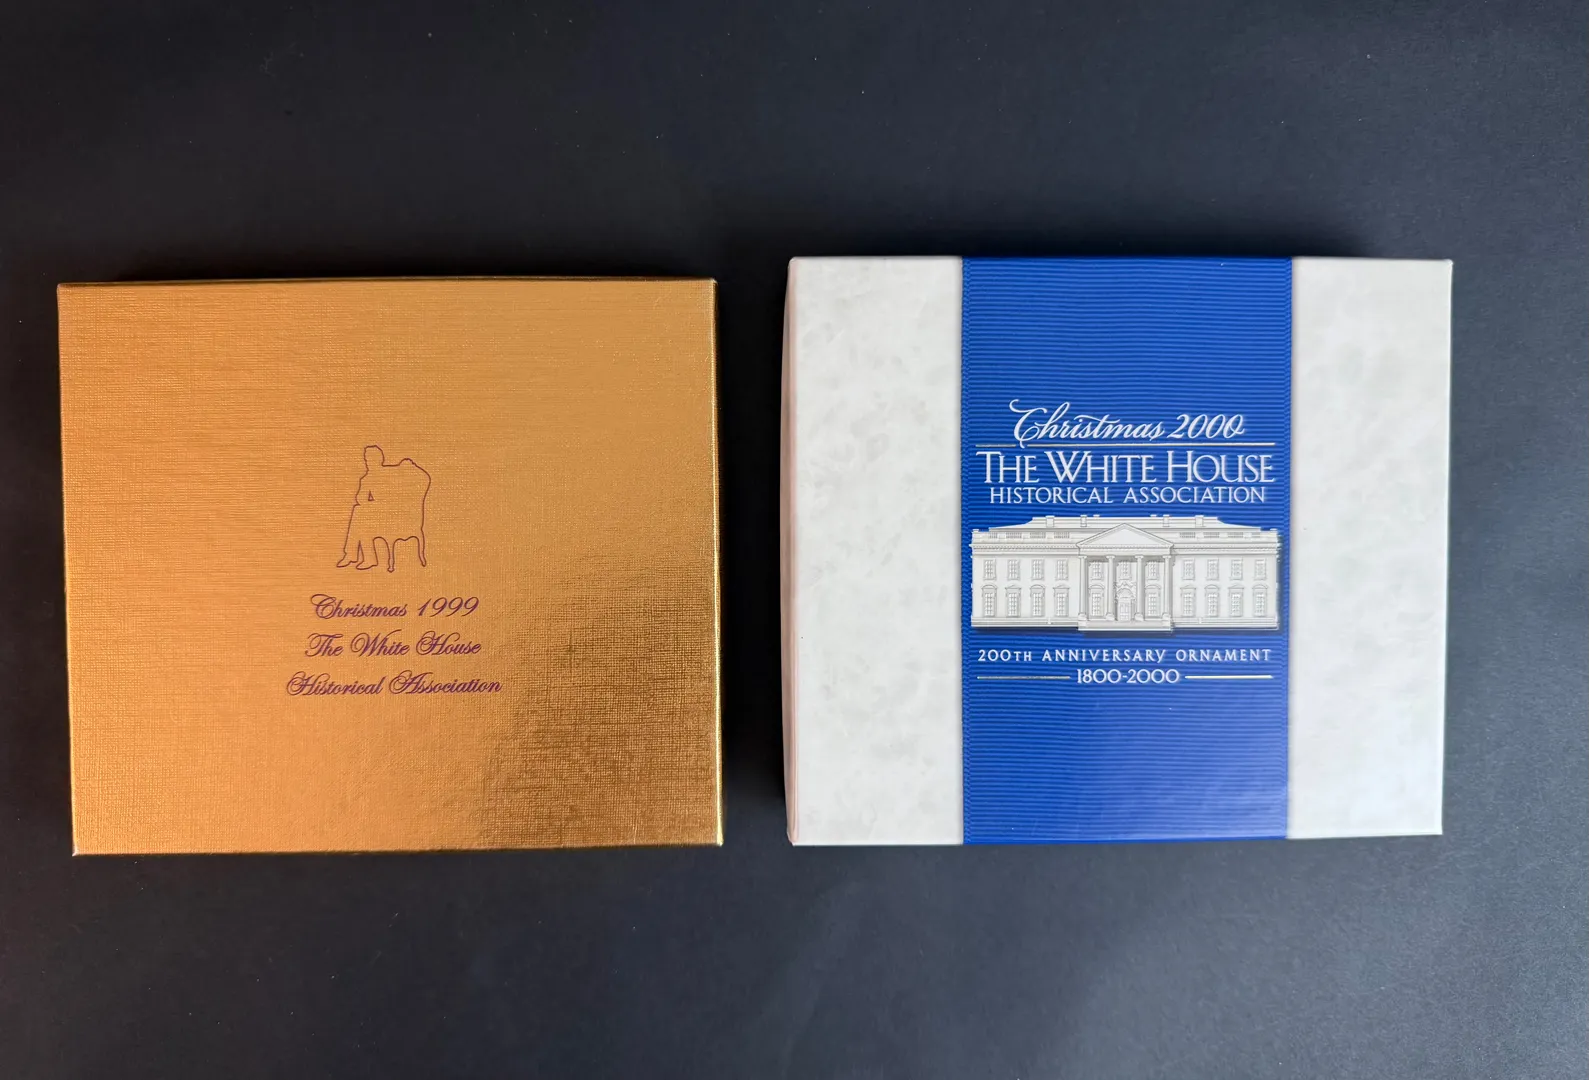 Christmas 1999
The White House
Historical Association
Christmas 2000
THE WHITE HOUSE
HISTORICAL ASSOCIATION
200TH ANNIVERSARY ORNAMENT
1800-2000